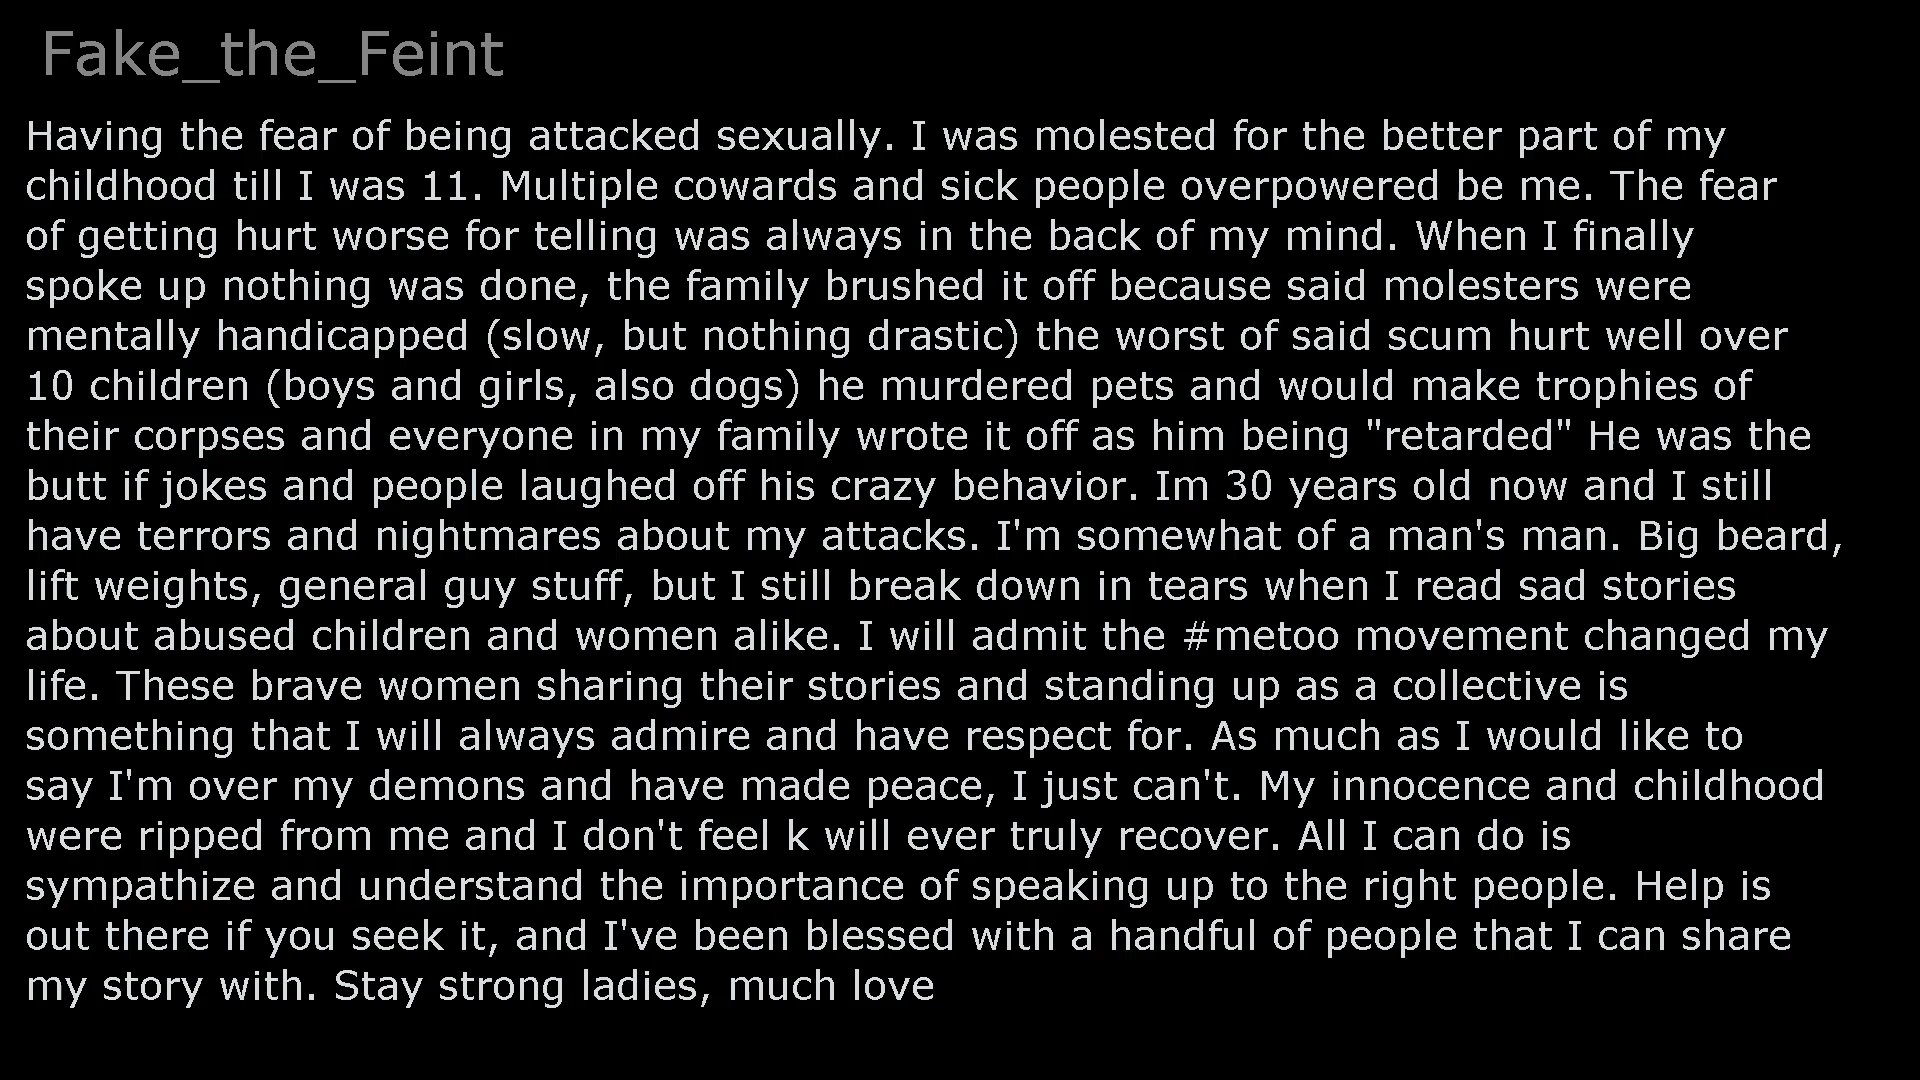 Fake_the_Feint
Having the fear of being attacked sexually. I was molested for the better part of my
childhood till I was 11. Multiple cowards and sick people overpowered be me. The fear
of getting hurt worse for telling was always in the back of my mind. When I finally
spoke up nothing was done, the family brushed it off because said molesters were
mentally handicapped (slow, but nothing drastic) the worst of said scum hurt well over
10 children (boys and girls, also dogs) he murdered pets and would make trophies of
their corpses and everyone in my family wrote it off as him being "retarded" He was the
butt if jokes and people laughed off his crazy behavior. Im 30 years old now and I still
have terrors and nightmares about my attacks. I'm somewhat of a man's man. Big beard,
lift weights, general guy stuff, but I still break down in tears when I read sad stories
about abused children and women alike. I will admit the #metoo movement changed my
life. These brave women sharing their stories and standing up as a collective is
something that I will always admire and have respect for. As much as I would like to
say I'm over my demons and have made peace, I just can't. My innocence and childhood
were ripped from me and I don't feel k will ever truly recover. All I can do is
sympathize and understand the importance of speaking up to the right people. Help is
out there if you seek it, and I've been blessed with a handful of people that I can share
my story with. Stay strong ladies, much love